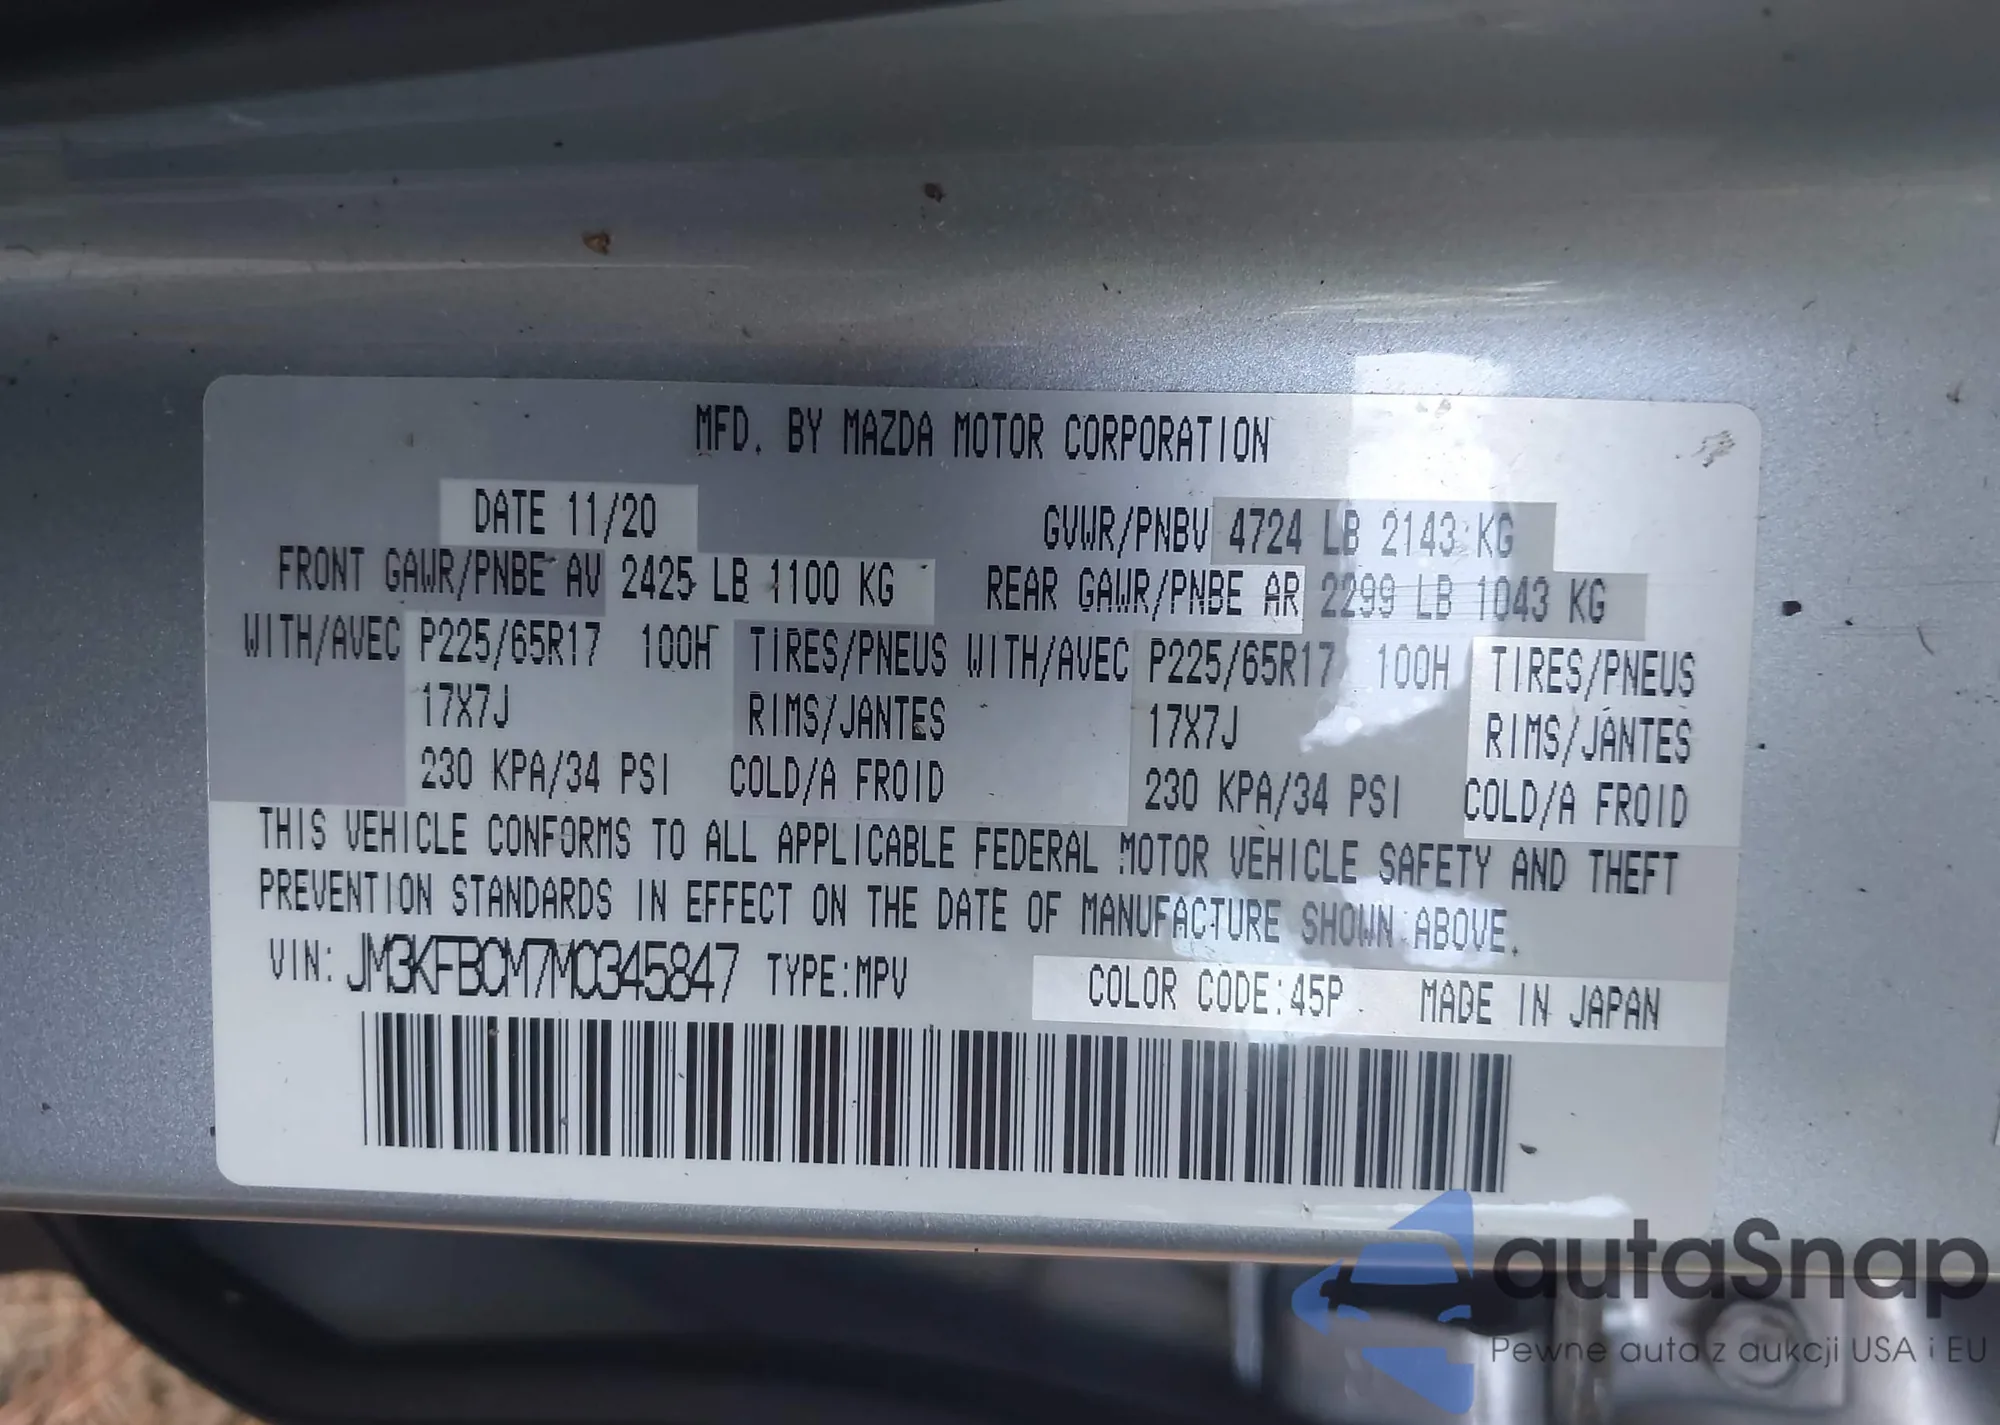 MFD. BY MAZDA MOTOR CORPORATION
DATE 11/20 GVWR/PNBV 4724 LB 2143 KG
FRONT GAWR/PNBE AV 2425 LB 1100 KG REAR GAWR/PNBE AR 2299 LB 1043 KG
WITH/AVEC P225/65R17 100H TIRES/PNEUS WITH/AVEC P225/65R17 100H TIRES/PNEUS
17X7J RIMS/JANTES 17X7J RIMS/JANTES
230 KPA/34 PSI COLD/A FROID 230 KPA/34 PSI COLD/A FROID
THIS VEHICLE CONFORMS TO ALL APPLICABLE FEDERAL MOTOR VEHICLE SAFETY AND THEFT
PREVENTION STANDARDS IN EFFECT ON THE DATE OF MANUFACTURE SHOWN ABOVE.
VIN: JM3KFBCM7M0345847 TYPE:MPV COLOR CODE:45P MADE IN JAPAN
autaSnap
Pewne auta z aukcji USA i EU